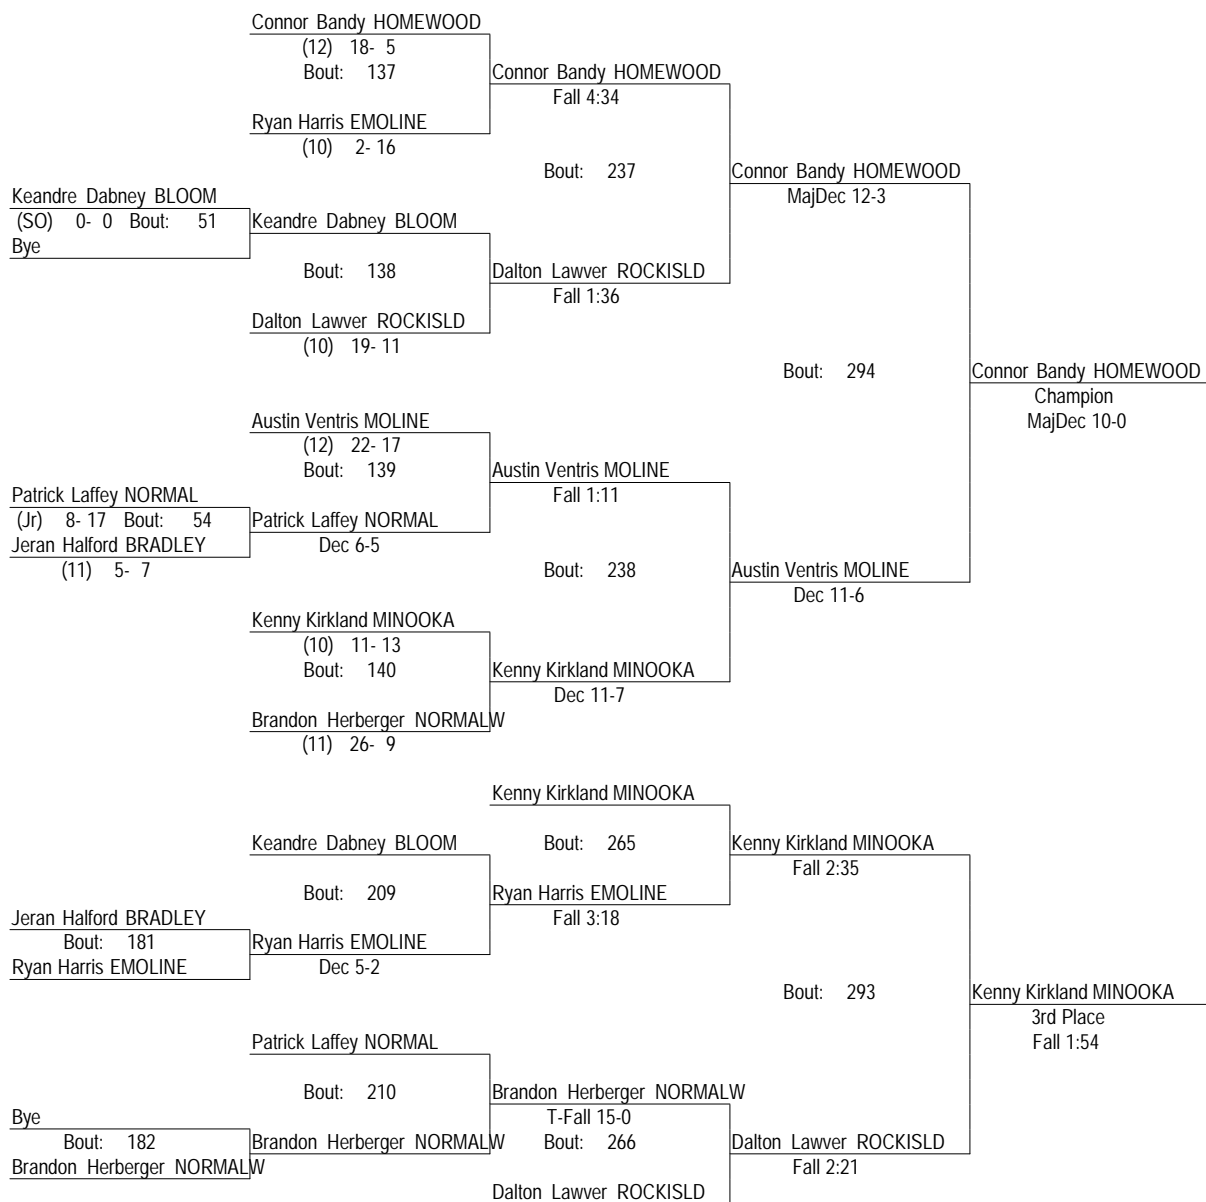 Connor Bandy HOMEWOOD
(12) 18- 5
Bout: 137
Connor Bandy HOMEWOOD
Fall 4:34
Ryan Harris EMOLINE
(10) 2- 16
Bout: 237
Connor Bandy HOMEWOOD
MajDec 12-3
Keandre Dabney BLOOM
(SO) 0- 0 Bout: 51
Bye
Keandre Dabney BLOOM
Bout: 138
Dalton Lawver ROCKISLD
Fall 1:36
Dalton Lawver ROCKISLD
(10) 19- 11
Bout: 294
Connor Bandy HOMEWOOD
Champion
MajDec 10-0
Austin Ventris MOLINE
(12) 22- 17
Bout: 139
Austin Ventris MOLINE
Fall 1:11
Patrick Laffey NORMAL
(Jr) 8- 17 Bout: 54
Jeran Halford BRADLEY
(11) 5- 7
Patrick Laffey NORMAL
Dec 6-5
Bout: 238
Austin Ventris MOLINE
Dec 11-6
Kenny Kirkland MINOOKA
(10) 11- 13
Bout: 140
Kenny Kirkland MINOOKA
Dec 11-7
Brandon Herberger NORMALW
(11) 26- 9
Kenny Kirkland MINOOKA
Keandre Dabney BLOOM
Bout: 265
Kenny Kirkland MINOOKA
Fall 2:35
Bout: 209
Ryan Harris EMOLINE
Fall 3:18
Jeran Halford BRADLEY
Bout: 181
Ryan Harris EMOLINE
Ryan Harris EMOLINE
Dec 5-2
Bout: 293
Kenny Kirkland MINOOKA
3rd Place
Fall 1:54
Patrick Laffey NORMAL
Bout: 210
Brandon Herberger NORMALW
T-Fall 15-0
Bye
Bout: 182
Brandon Herberger NORMALW
Brandon Herberger NORMALW
Bout: 266
Dalton Lawver ROCKISLD
Fall 2:21
Dalton Lawver ROCKISLD